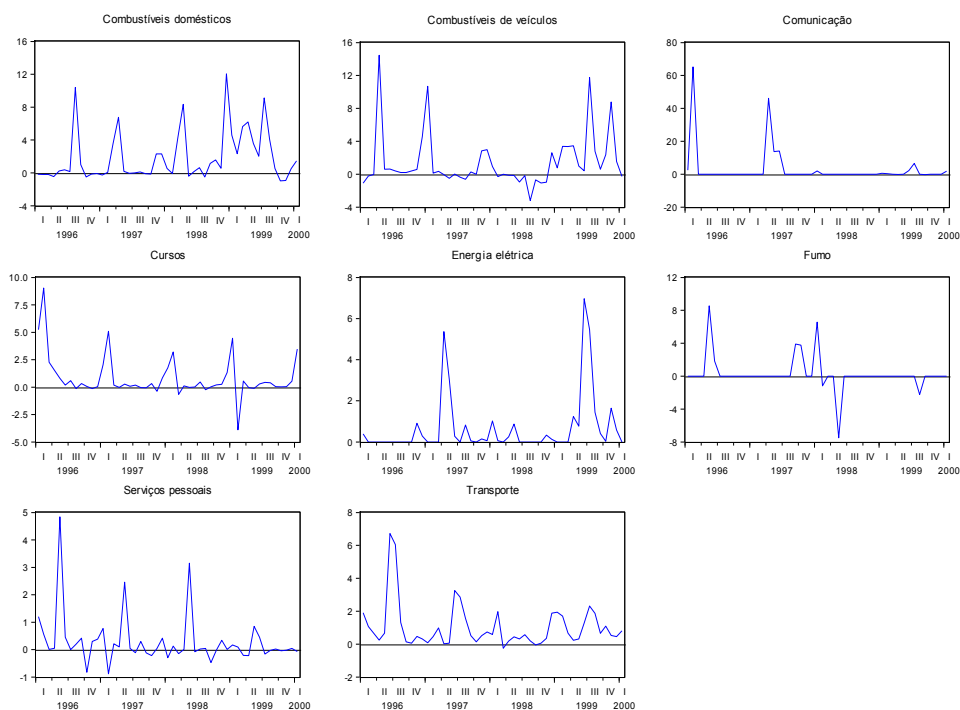 Combustíveis domésticos
16
12
8
4
0
-4
I II III IV I II III IV I II III IV I II III IV I
1996 1997 1998 1999 2000
Combustíveis de veículos
16
12
8
4
0
-4
I II III IV I II III IV I II III IV I II III IV I
1996 1997 1998 1999 2000
Comunicação
80
60
40
20
0
-20
I II III IV I II III IV I II III IV I II III IV I
1996 1997 1998 1999 2000
Cursos
10.0
7.5
5.0
2.5
0.0
-2.5
-5.0
I II III IV I II III IV I II III IV I II III IV I
1996 1997 1998 1999 2000
Energia elétrica
8
6
4
2
0
I II III IV I II III IV I II III IV I II III IV I
1996 1997 1998 1999 2000
Fumo
12
8
4
0
-4
-8
I II III IV I II III IV I II III IV I II III IV I
1996 1997 1998 1999 2000
Serviços pessoais
5
4
3
2
1
0
-1
I II III IV I II III IV I II III IV I II III IV I
1996 1997 1998 1999 2000
Transporte
8
6
4
2
0
-2
I II III IV I II III IV I II III IV I II III IV I
1996 1997 1998 1999 2000